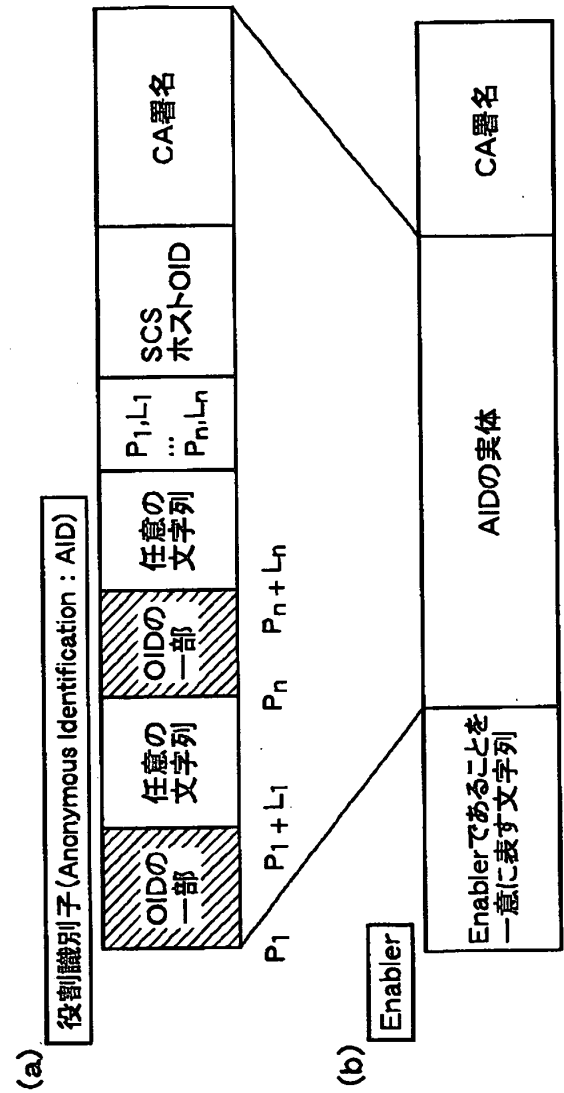 (a)
役割識別子(Anonymous Identification : AID)
OIDの
一部
任意の
文字列
OIDの
一部
任意の
文字列
P1,L1
…
Pn,Ln
SCS
ホストOID
CA署名
P1
P1 + L1
Pn
Pn + Ln
(b)
Enabler
Enablerであることを
一意に表す文字列
AIDの実体
CA署名